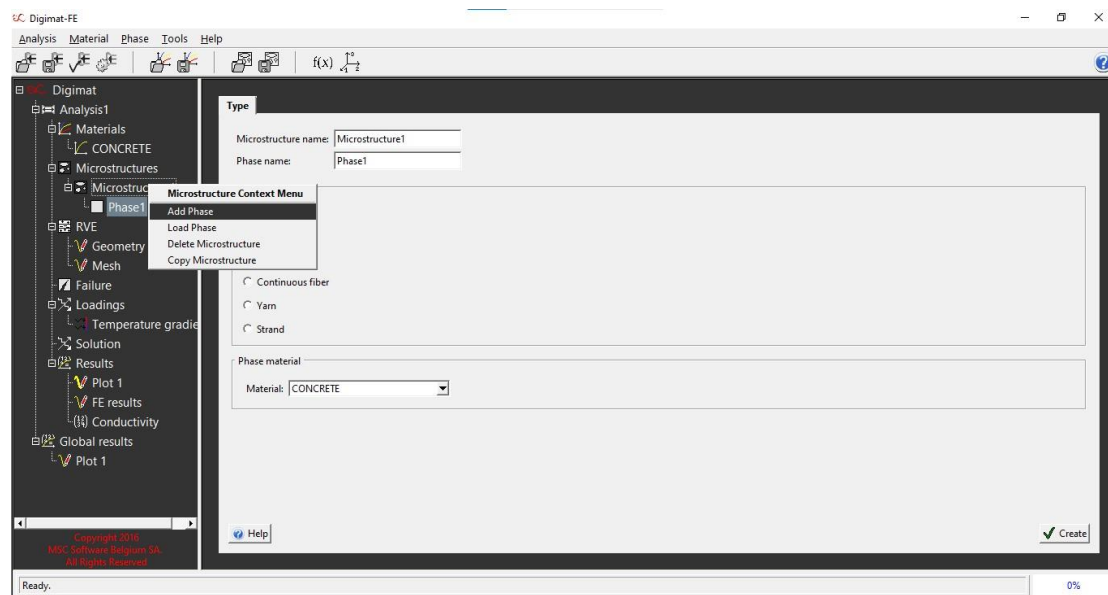 Digimat-FE
Analysis Material Phase Tools Help
f(x)
Digimat
Analysis1
Materials
CONCRETE
Microstructures
Microstruc
Phase1
RVE
Geometry
Mesh
Failure
Loadings
Temperature gradie
Solution
Results
Plot 1
FE results
Conductivity
Global results
Plot 1
Copyright 2016
MSC Software Belgium SA.
All Rights Reserved
Microstructure Context Menu
Add Phase
Load Phase
Delete Microstructure
Copy Microstructure
Type
Microstructure name: Microstructure1
Phase name: Phase1
Continuous fiber
Yarn
Strand
Phase material
Material: CONCRETE
Help
Create
Ready.
0%